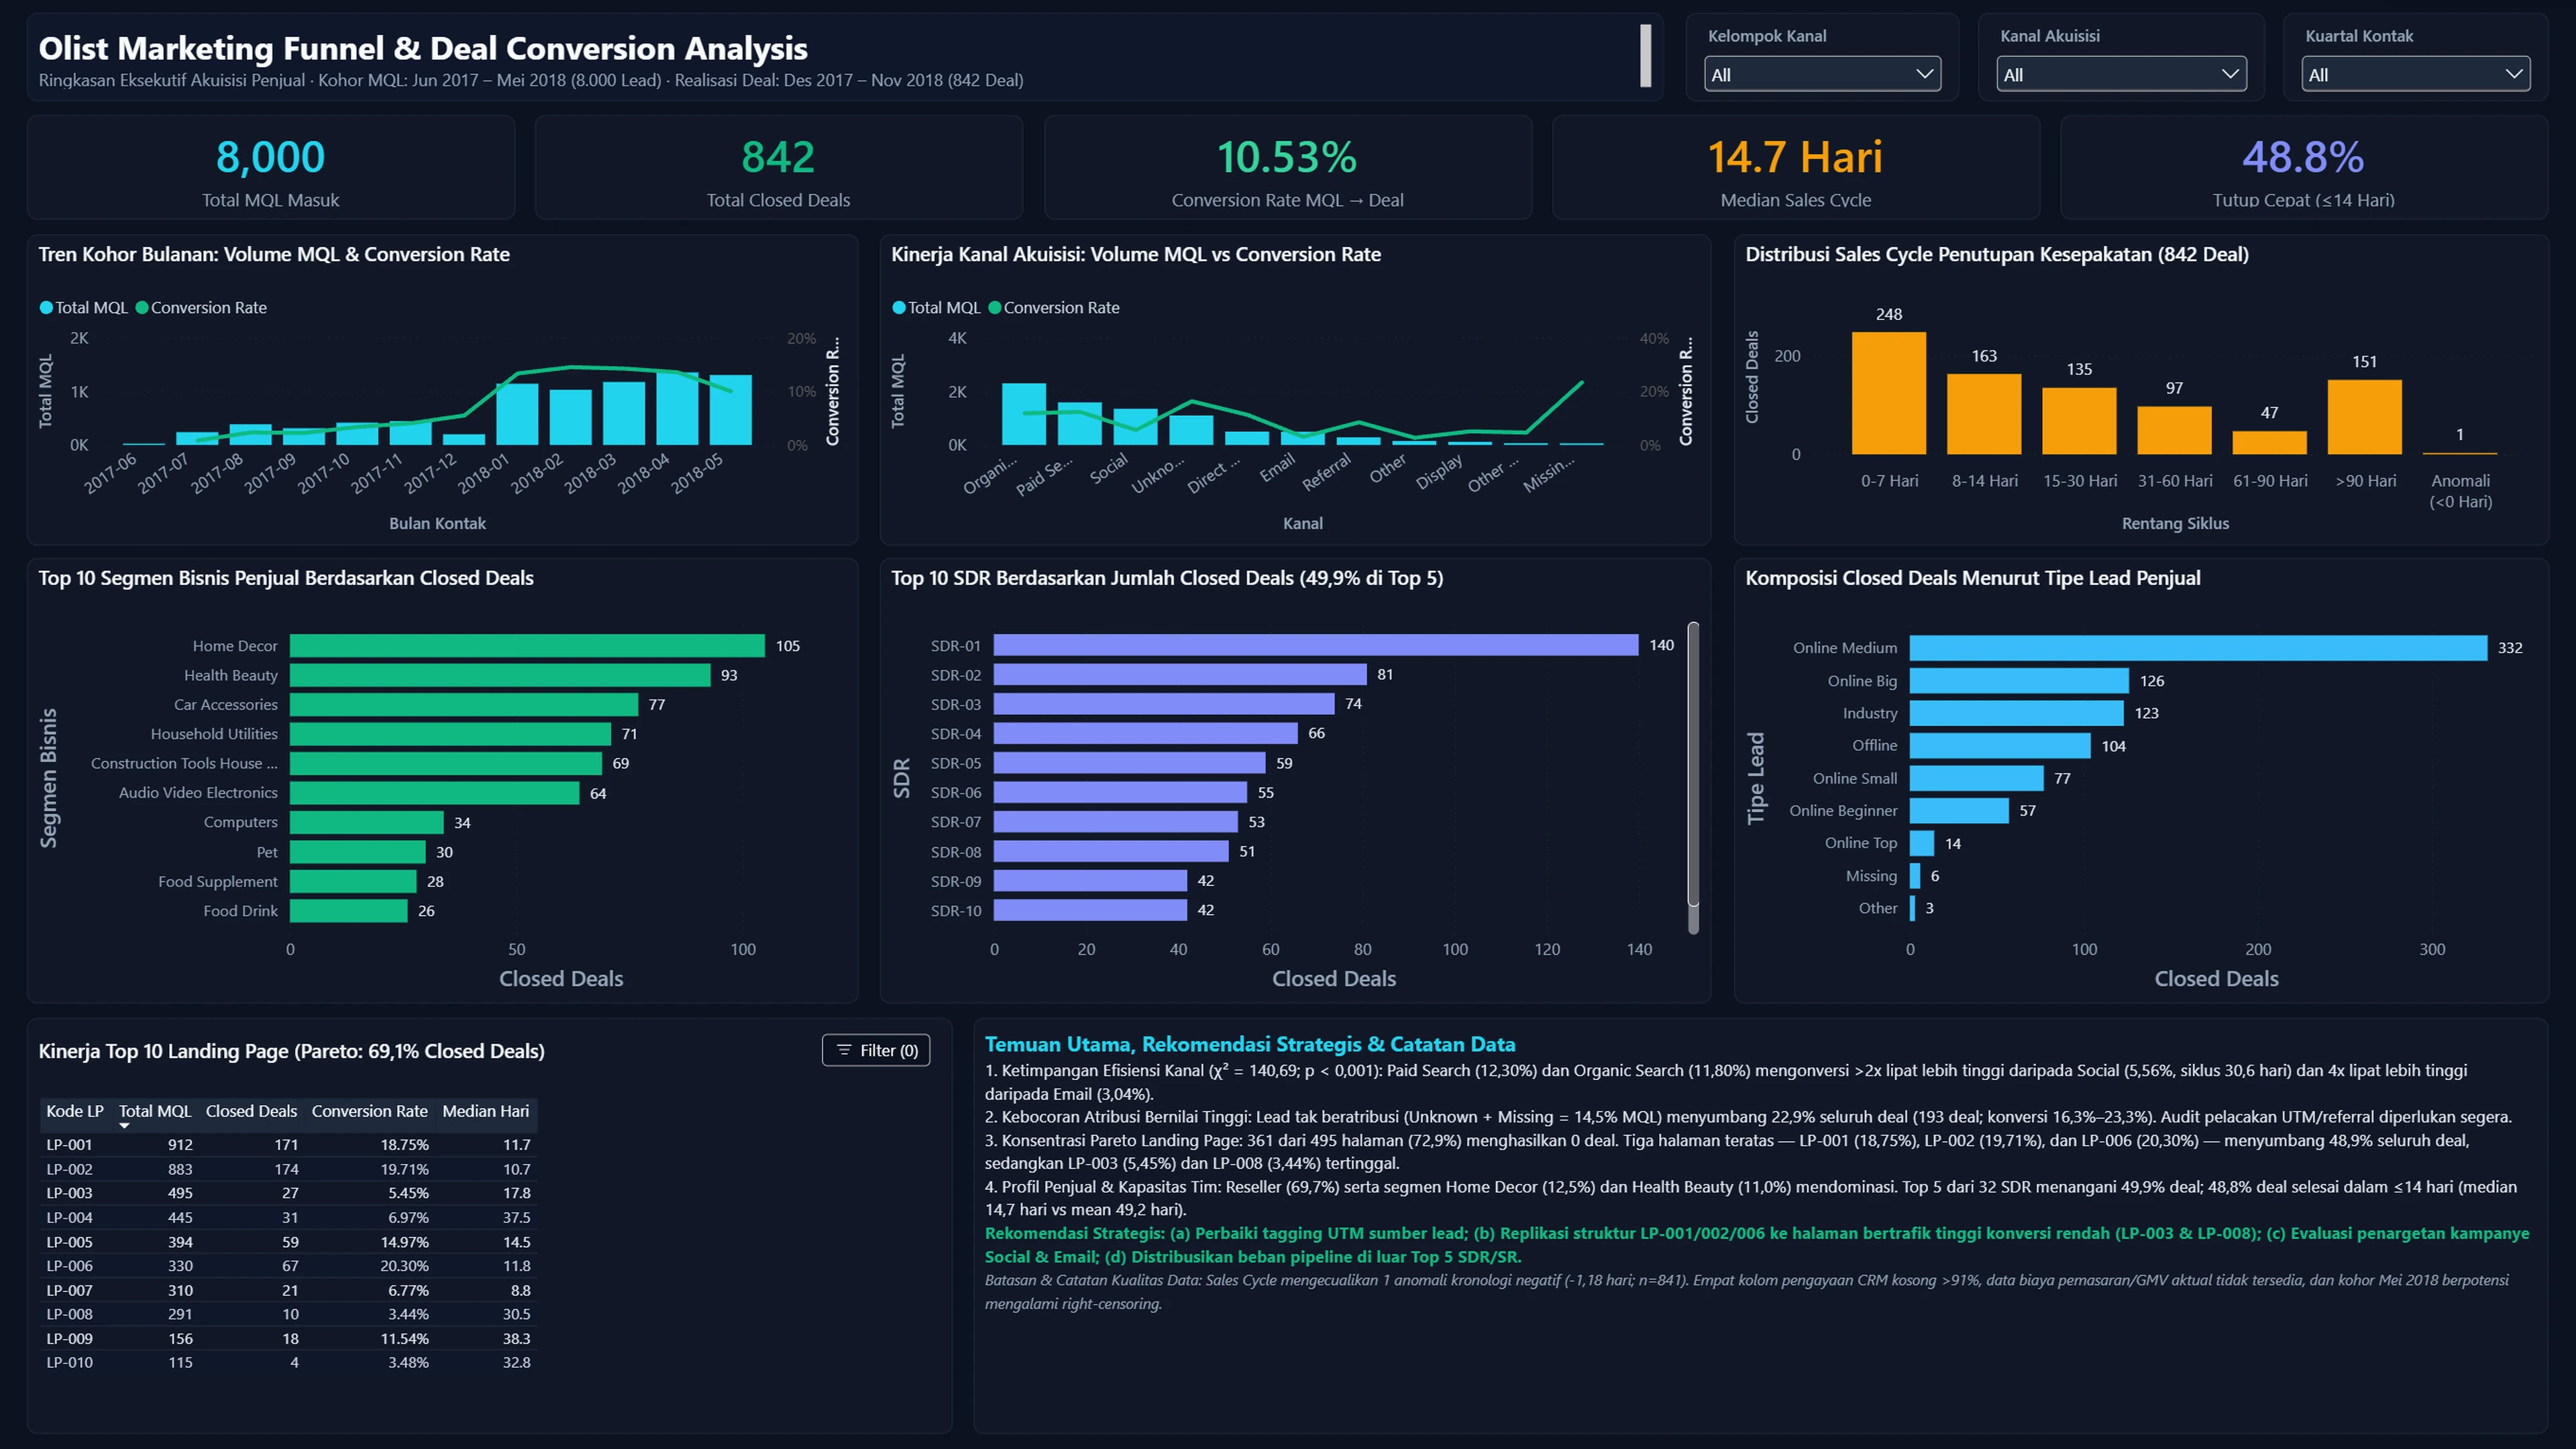 Olist Marketing Funnel & Deal Conversion Analysis
Ringkasan Eksekutif Akuisisi Penjual · Kohor MQL: Jun 2017 – Mei 2018 (8.000 Lead) · Realisasi Deal: Des 2017 – Nov 2018 (842 Deal)
Kelompok Kanal
All
Kanal Akuisisi
All
Kuartal Kontak
All
8,000
Total MQL Masuk
842
Total Closed Deals
10.53%
Conversion Rate MQL → Deal
14.7 Hari
Median Sales Cycle
48.8%
Tutup Cepat (≤14 Hari)
Tren Kohor Bulanan: Volume MQL & Conversion Rate
Total MQL Conversion Rate
Total MQL
2K
1K
0K
20%
10%
0%
Conversion R...
2017-06 2017-07 2017-08 2017-09 2017-10 2017-11 2017-12 2018-01 2018-02 2018-03 2018-04 2018-05
Bulan Kontak
Kinerja Kanal Akuisisi: Volume MQL vs Conversion Rate
Total MQL Conversion Rate
Total MQL
4K
2K
0K
40%
20%
0%
Conversion R...
Organi... Paid Se... Social Unkno... Direct ... Email Referral Other Display Other ... Missin...
Kanal
Distribusi Sales Cycle Penutupan Kesepakatan (842 Deal)
Closed Deals
200
0
248 163 135 97 47 151 1
0-7 Hari 8-14 Hari 15-30 Hari 31-60 Hari 61-90 Hari >90 Hari Anomali
(<0 Hari)
Rentang Siklus
Top 10 Segmen Bisnis Penjual Berdasarkan Closed Deals
Segmen Bisnis
Home Decor 105
Health Beauty 93
Car Accessories 77
Household Utilities 71
Construction Tools House ... 69
Audio Video Electronics 64
Computers 34
Pet 30
Food Supplement 28
Food Drink 26
0 50 100
Closed Deals
Top 10 SDR Berdasarkan Jumlah Closed Deals (49,9% di Top 5)
SDR
SDR-01 140
SDR-02 81
SDR-03 74
SDR-04 66
SDR-05 59
SDR-06 55
SDR-07 53
SDR-08 51
SDR-09 42
SDR-10 42
0 20 40 60 80 100 120 140
Closed Deals
Komposisi Closed Deals Menurut Tipe Lead Penjual
Tipe Lead
Online Medium 332
Online Big 126
Industry 123
Offline 104
Online Small 77
Online Beginner 57
Online Top 14
Missing 6
Other 3
0 100 200 300
Closed Deals
Kinerja Top 10 Landing Page (Pareto: 69,1% Closed Deals)
Filter (0)
Kode LP Total MQL Closed Deals Conversion Rate Median Hari
LP-001 912 171 18.75% 11.7
LP-002 883 174 19.71% 10.7
LP-003 495 27 5.45% 17.8
LP-004 445 31 6.97% 37.5
LP-005 394 59 14.97% 14.5
LP-006 330 67 20.30% 11.8
LP-007 310 21 6.77% 8.8
LP-008 291 10 3.44% 30.5
LP-009 156 18 11.54% 38.3
LP-010 115 4 3.48% 32.8
Temuan Utama, Rekomendasi Strategis & Catatan Data
1. Ketimpangan Efisiensi Kanal (χ² = 140,69; p < 0,001): Paid Search (12,30%) dan Organic Search (11,80%) mengonversi >2x lipat lebih tinggi daripada Social (5,56%, siklus 30,6 hari) dan 4x lipat lebih tinggi
daripada Email (3,04%).
2. Kebocoran Atribusi Bernilai Tinggi: Lead tak beratribusi (Unknown + Missing = 14,5% MQL) menyumbang 22,9% seluruh deal (193 deal; konversi 16,3%–23,3%). Audit pelacakan UTM/referral diperlukan segera.
3. Konsentrasi Pareto Landing Page: 361 dari 495 halaman (72,9%) menghasilkan 0 deal. Tiga halaman teratas — LP-001 (18,75%), LP-002 (19,71%), dan LP-006 (20,30%) — menyumbang 48,9% seluruh deal,
sedangkan LP-003 (5,45%) dan LP-008 (3,44%) tertinggal.
4. Profil Penjual & Kapasitas Tim: Reseller (69,7%) serta segmen Home Decor (12,5%) dan Health Beauty (11,0%) mendominasi. Top 5 dari 32 SDR menangani 49,9% deal; 48,8% deal selesai dalam ≤14 hari (median
14,7 hari vs mean 49,2 hari).
Rekomendasi Strategis: (a) Perbaiki tagging UTM sumber lead; (b) Replikasi struktur LP-001/002/006 ke halaman bertrafik tinggi konversi rendah (LP-003 & LP-008); (c) Evaluasi penargetan kampanye
Social & Email; (d) Distribusikan beban pipeline di luar Top 5 SDR/SR.
Batasan & Catatan Kualitas Data: Sales Cycle mengecualikan 1 anomali kronologi negatif (-1,18 hari; n=841). Empat kolom pengayaan CRM kosong >91%, data biaya pemasaran/GMV aktual tidak tersedia, dan kohor Mei 2018 berpotensi
mengalami right-censoring.